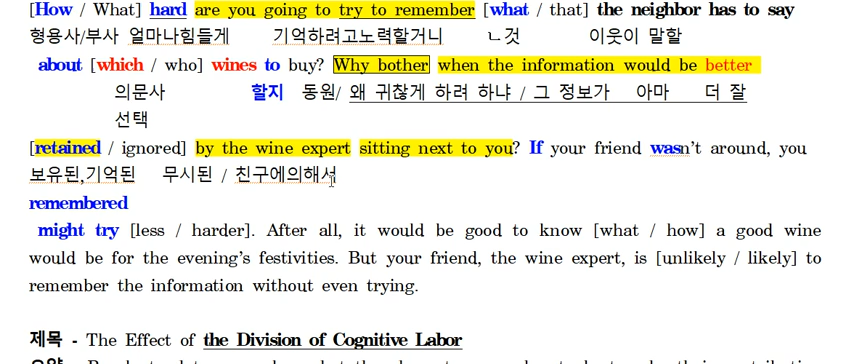 [How / What] hard are you going to try to remember [what / that] the neighbor has to say
형용사/부사 얼마나힘들게 기억하려고노력할거니 ㄴ것 이웃이 말할
about [which / who] wines to buy? Why bother when the information would be better
의문사 할지 동원/ 왜 귀찮게 하려 하냐 / 그 정보가 아마 더 잘
선택
[retained / ignored] by the wine expert sitting next to you? If your friend wasn't around, you
보유된,기억된 무시된 / 친구에의해서
remembered
might try [less / harder]. After all, it would be good to know [what / how] a good wine
would be for the evening's festivities. But your friend, the wine expert, is [unlikely / likely] to
remember the information without even trying.
제목 - The Effect of the Division of Cognitive Labor